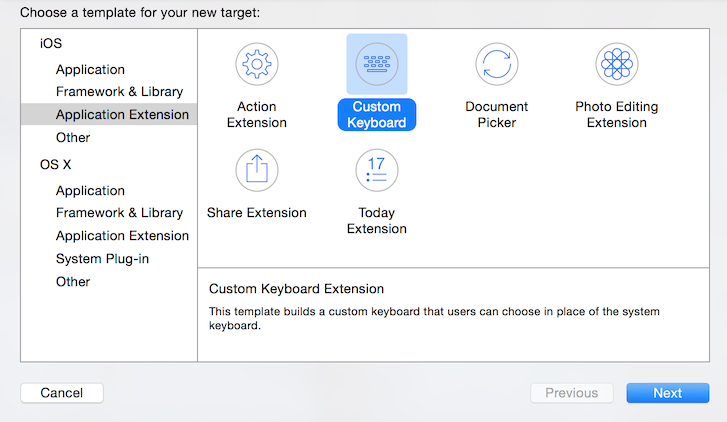 Choose a template for your new target:
iOS
Application
Framework & Library
Application Extension
Other
OS X
Application
Framework & Library
Application Extension
System Plug-in
Other
Action
Extension
Custom
Keyboard
Document
Picker
Photo Editing
Extension
Share Extension
17
Today
Extension
Custom Keyboard Extension
This template builds a custom keyboard that users can choose in place of the system
keyboard.
Cancel
Previous
Next